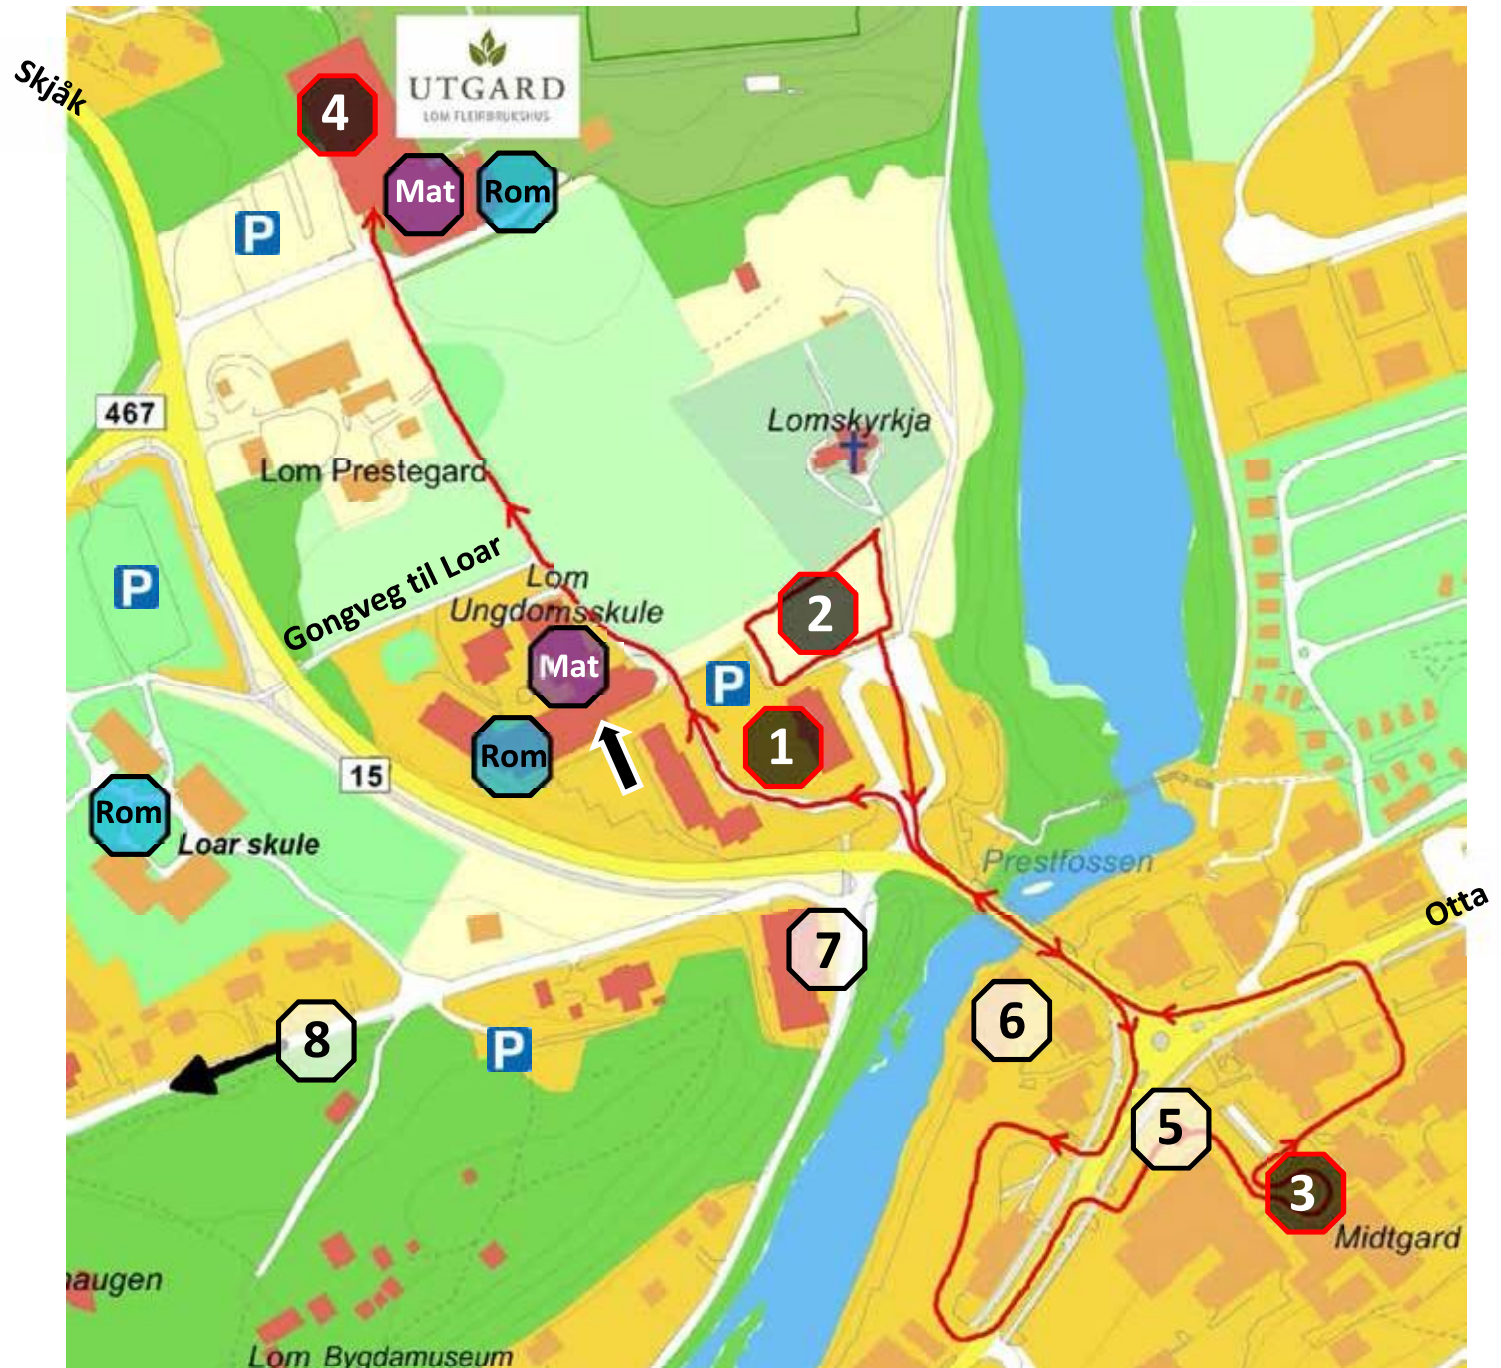 Skjåk
UTGARD
LOM FLEIRBRUKSHUS
4
Mat
Rom
P
467
Lomskyrkja
Lom Prestegard
P
Gongveg til Loar
Lom
Ungdomsskule
2
Mat
P
1
Rom
15
Rom
Loar skule
Prestfossen
Otta
7
6
8
P
5
3
Midtgard
haugen
Lom Bygdamuseum